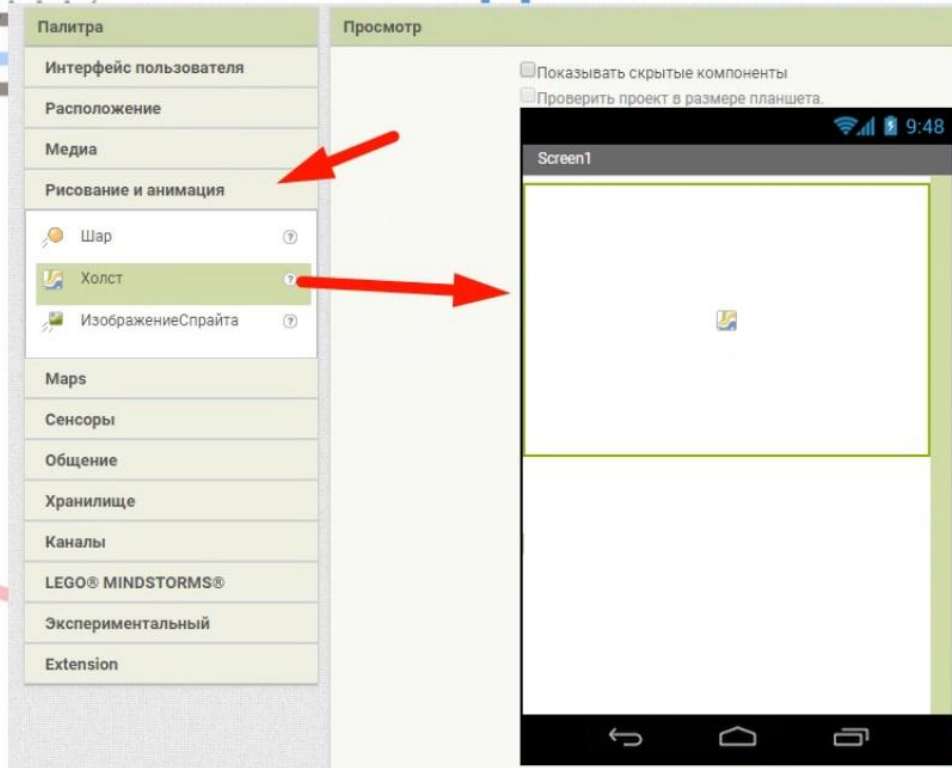 Палитра
Просмотр
Интерфейс пользователя
Расположение
Медиа
Рисование и анимация
Шар
Холст
ИзображениеСпрайта
Maps
Сенсоры
Общение
Хранилище
Каналы
LEGO® MINDSTORMS®
Экспериментальный
Extension
Показывать скрытые компоненты
Проверить проект в размере планшета.
9:48
Screen1